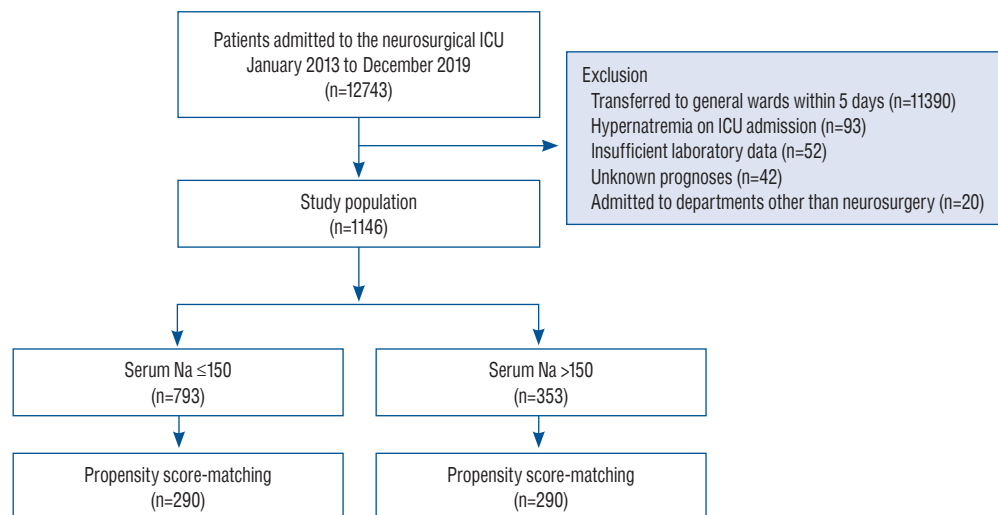 Patients admitted to the neurosurgical ICU
January 2013 to December 2019
(n=12743)
Exclusion
Transferred to general wards within 5 days (n=11390)
Hypernatremia on ICU admission (n=93)
Insufficient laboratory data (n=52)
Unknown prognoses (n=42)
Admitted to departments other than neurosurgery (n=20)
Study population
(n=1146)
Serum Na ≤150
(n=793)
Serum Na >150
(n=353)
Propensity score-matching
(n=290)
Propensity score-matching
(n=290)